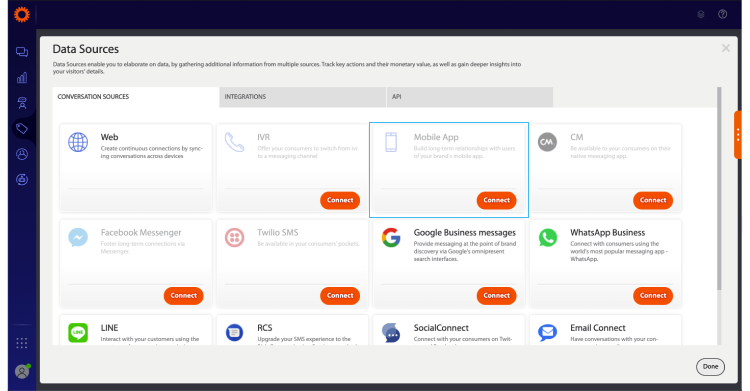 Data Sources
Data Sources enable you to elaborate on data, by gathering additional information from multiple sources. Track key actions and their monetary value, as well as gain deeper insights into
your visitors' details.
CONVERSATION SOURCES
INTEGRATIONS
API
Web
Create continuous connections by sync-
ing conversations across devices
IVR
Offer your consumers to switch from ivr
to a messaging channel
Connect
Mobile App
Build long-term relationships with users
of your brand's mobile app.
Connect
CM
CM
Be available to your consumers on their
native messaging app.
Connect
Facebook Messenger
Foster long-term connections via
Messenger.
Connect
Twilio SMS
Be available in your consumers' pockets.
Connect
Google Business messages
Provide messaging at the point of brand
discovery via Google's omnipresent
search interfaces.
Connect
WhatsApp Business
Connect with consumers using the
world's most popular messaging app -
WhatsApp.
Connect
LINE
LINE
Interact with your customers using the
RCS
Upgrade your SMS experience to the
SocialConnect
Connect with your consumers on Twit-
Email Connect
Have conversations with your con-
Done